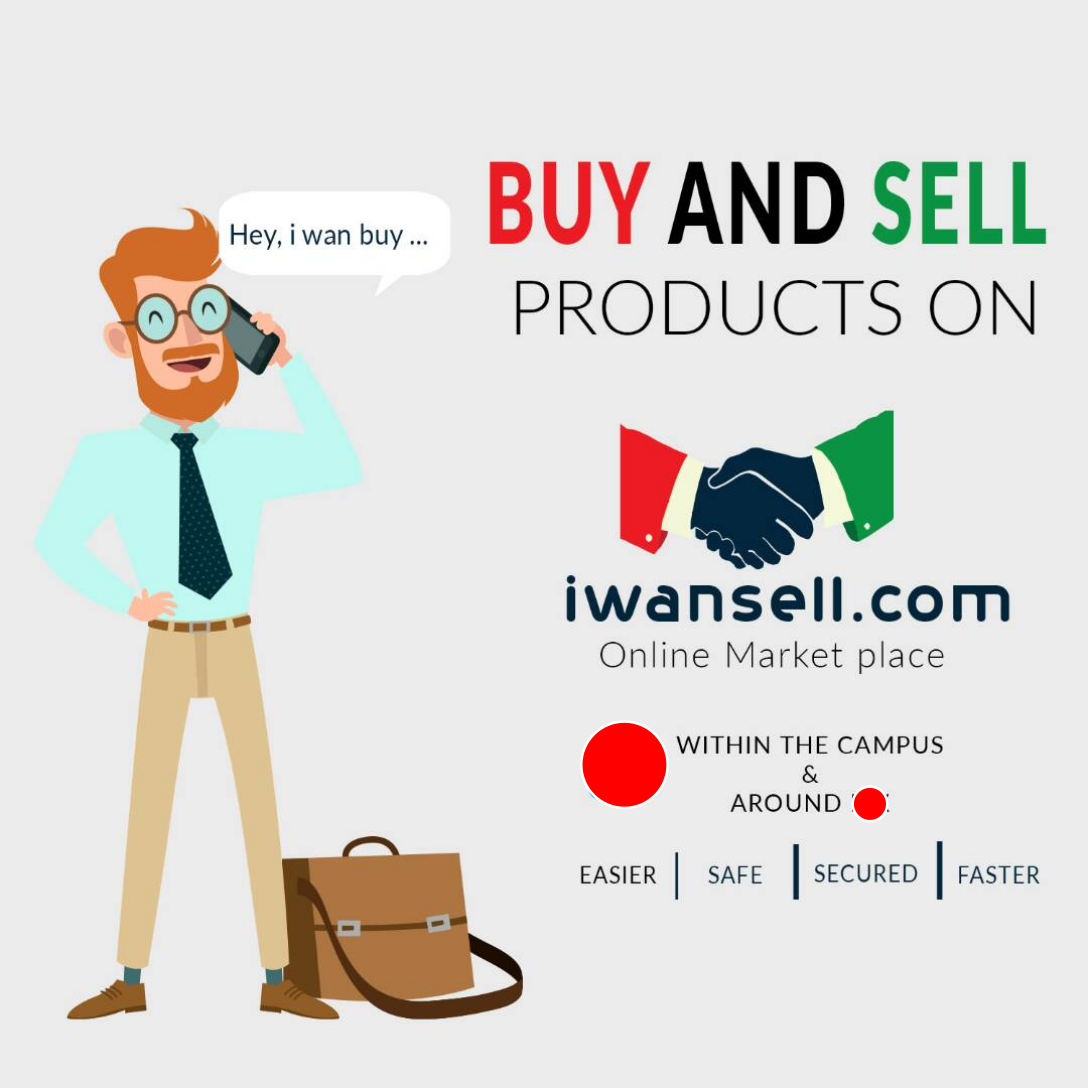 Hey, i wan buy ...
BUY AND SELL
PRODUCTS ON
iwansell.com
Online Market place
WITHIN THE CAMPUS
&
AROUND
EASIER | SAFE | SECURED | FASTER